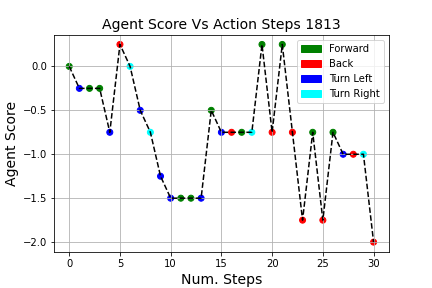 Agent Score Vs Action Steps 1813
Agent Score
0.0
−0.5
−1.0
−1.5
−2.0
Forward
Back
Turn Left
Turn Right
0 5 10 15 20 25 30
Num. Steps